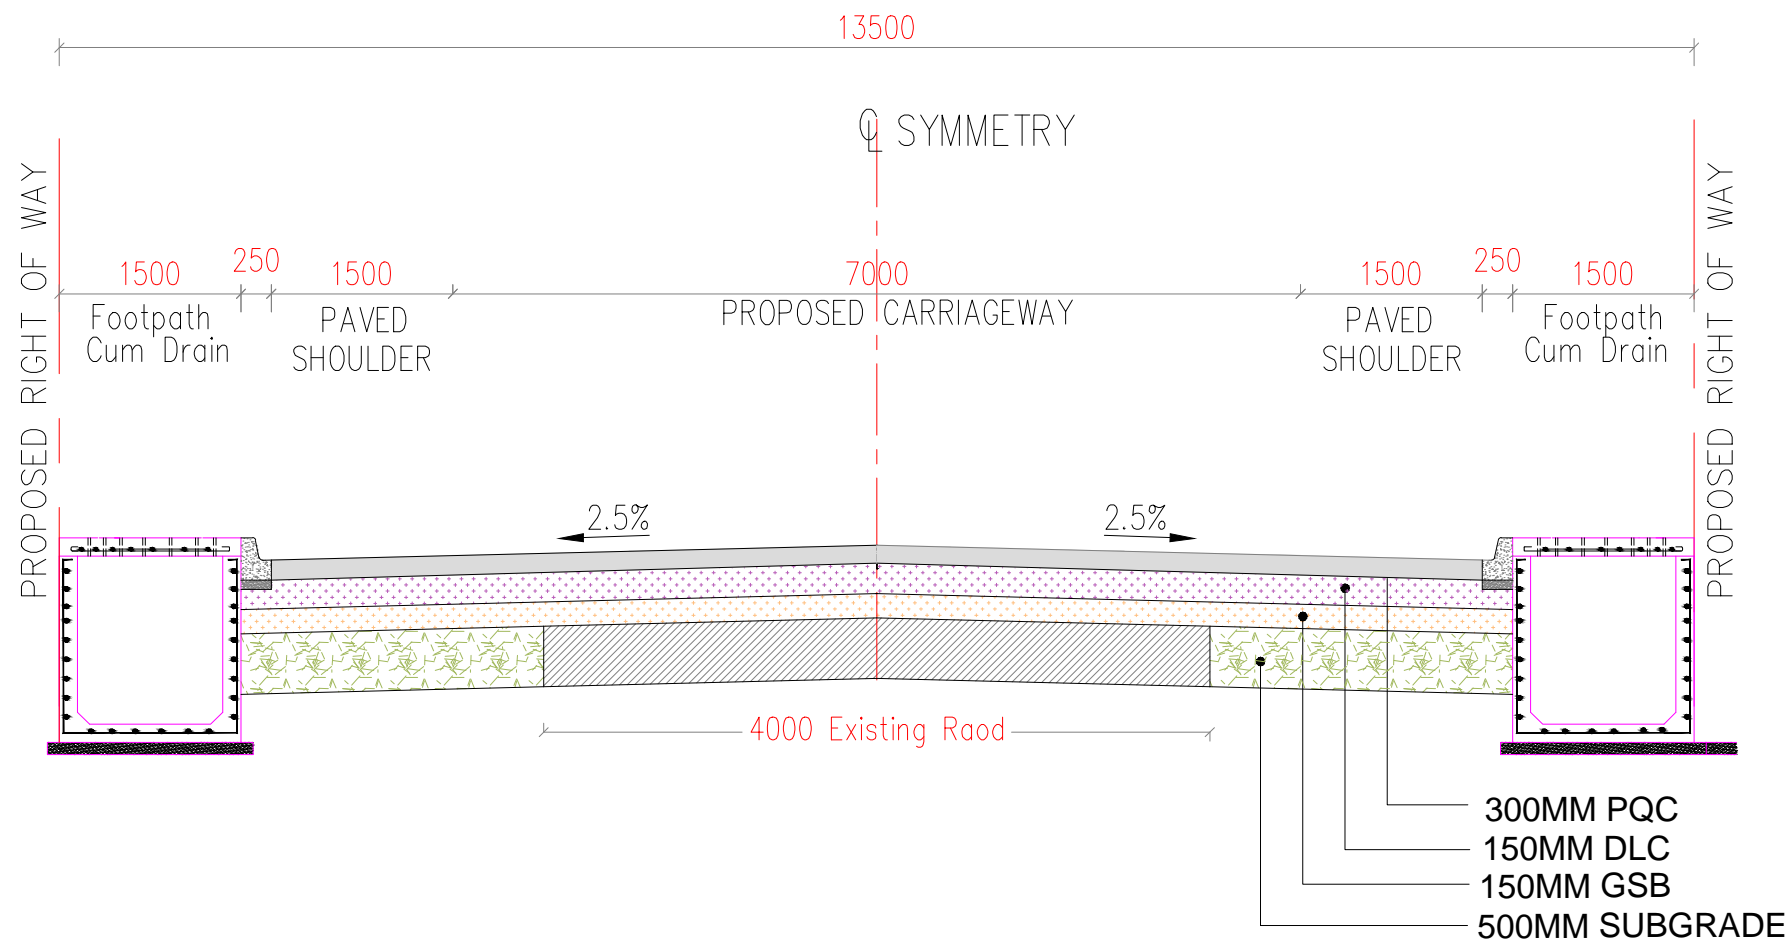 13500
℄ SYMMETRY
PROPOSED RIGHT OF WAY
PROPOSED RIGHT OF WAY
1500
250
1500
7000
1500
250
1500
Footpath
Cum Drain
PAVED
SHOULDER
PROPOSED CARRIAGEWAY
PAVED
SHOULDER
Footpath
Cum Drain
2.5%
2.5%
4000 Existing Raod
300MM PQC
150MM DLC
150MM GSB
500MM SUBGRADE